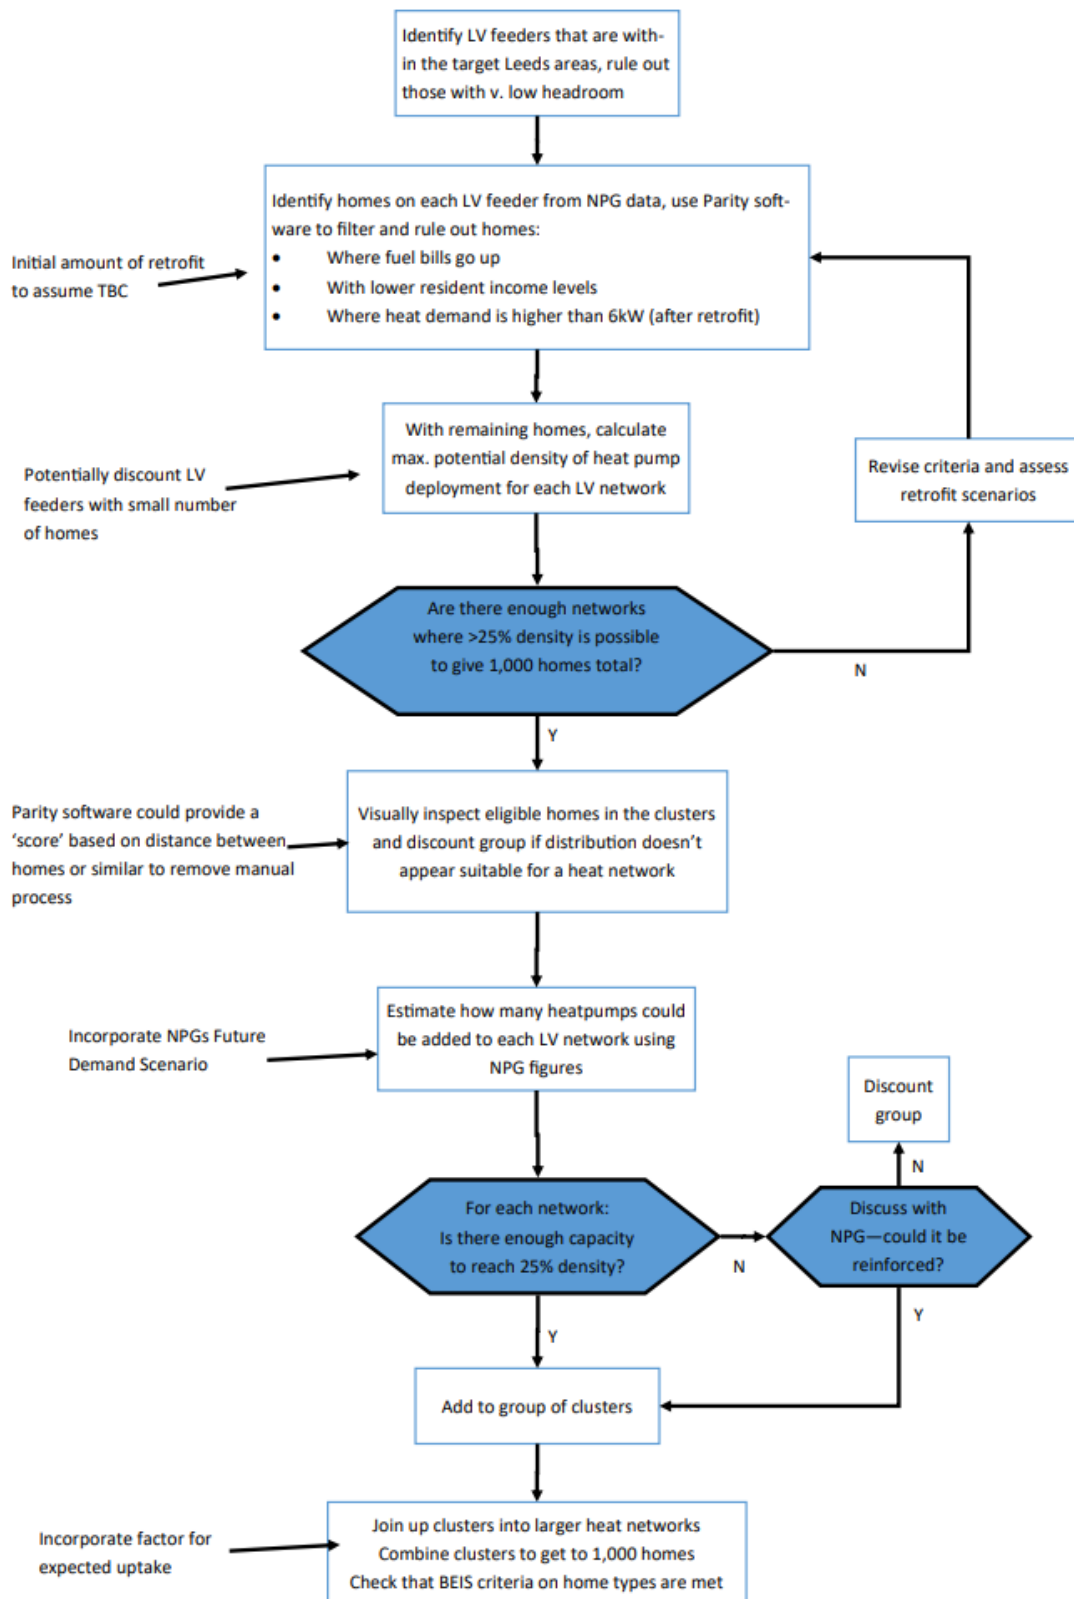 Identify LV feeders that are with-
in the target Leeds areas, rule out
those with v. low headroom
Identify homes on each LV feeder from NPG data, use Parity soft-
ware to filter and rule out homes:
• Where fuel bills go up
• With lower resident income levels
• Where heat demand is higher than 6kW (after retrofit)
Initial amount of retrofit
to assume TBC
With remaining homes, calculate
max. potential density of heat pump
deployment for each LV network
Potentially discount LV
feeders with small number
of homes
Revise criteria and assess
retrofit scenarios
Are there enough networks
where >25% density is possible
to give 1,000 homes total?
N
Y
Parity software could provide a
‘score’ based on distance between
homes or similar to remove manual
process
Visually inspect eligible homes in the clusters
and discount group if distribution doesn’t
appear suitable for a heat network
Estimate how many heatpumps could
be added to each LV network using
NPG figures
Incorporate NPGs Future
Demand Scenario
Discount
group
N
For each network:
Is there enough capacity
to reach 25% density?
N
Discuss with
NPG—could it be
reinforced?
Y
Y
Add to group of clusters
Incorporate factor for
expected uptake
Join up clusters into larger heat networks
Combine clusters to get to 1,000 homes
Check that BEIS criteria on home types are met